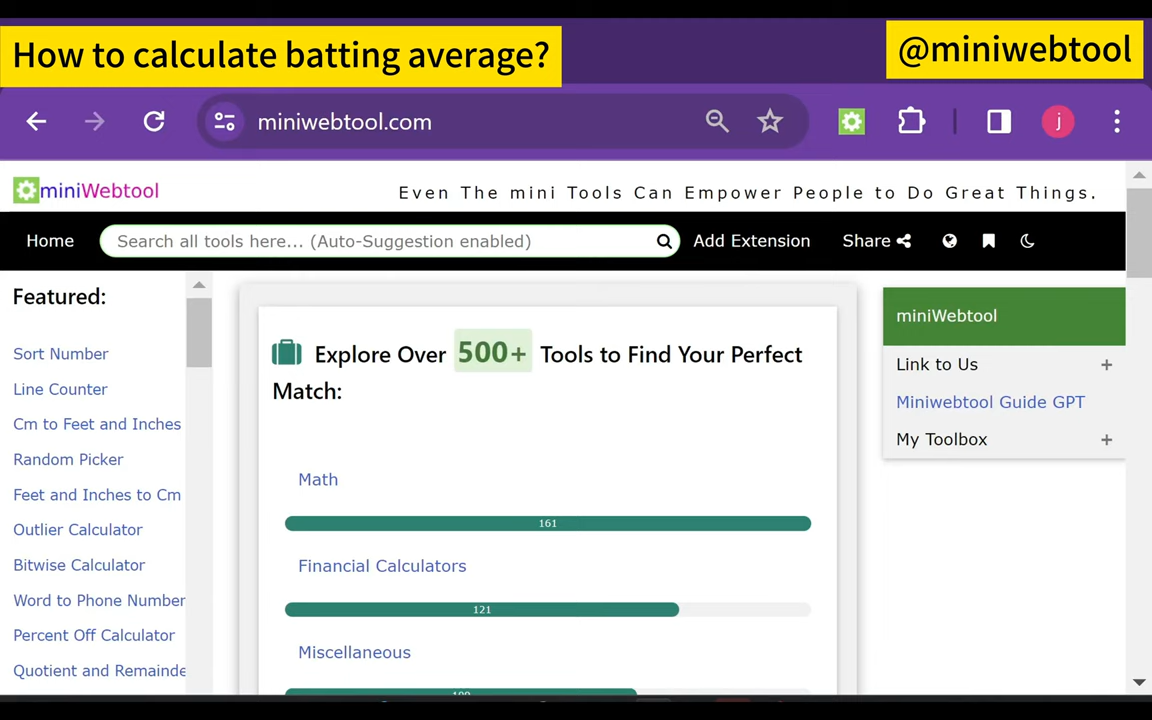 How to calculate batting average?
@miniwebtool
miniwebtool.com
j
miniWebtool
Even The mini Tools Can Empower People to Do Great Things.
Home
Search all tools here... (Auto-Suggestion enabled)
Add Extension
Share
Featured:
Sort Number
Line Counter
Cm to Feet and Inches
Random Picker
Feet and Inches to Cm
Outlier Calculator
Bitwise Calculator
Word to Phone Number
Percent Off Calculator
Quotient and Remainde
Explore Over 500+ Tools to Find Your Perfect
Match:
Math
161
Financial Calculators
121
Miscellaneous
miniWebtool
Link to Us +
Miniwebtool Guide GPT
My Toolbox +